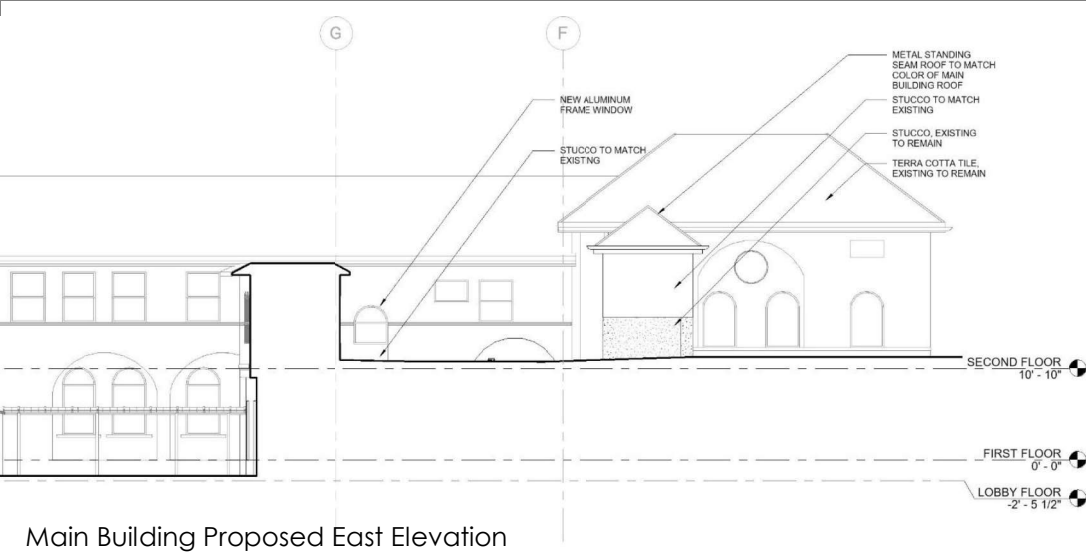 G
F
METAL STANDING
SEAM ROOF TO MATCH
COLOR OF MAIN
BUILDING ROOF
NEW ALUMINUM
FRAME WINDOW
STUCCO TO MATCH
EXISTING
STUCCO, EXISTING
TO REMAIN
STUCCO TO MATCH
EXISTNG
TERRA COTTA TILE,
EXISTING TO REMAIN
SECOND FLOOR
10' - 10"
FIRST FLOOR
0' - 0"
LOBBY FLOOR
-2' - 5 1/2"
Main Building Proposed East Elevation